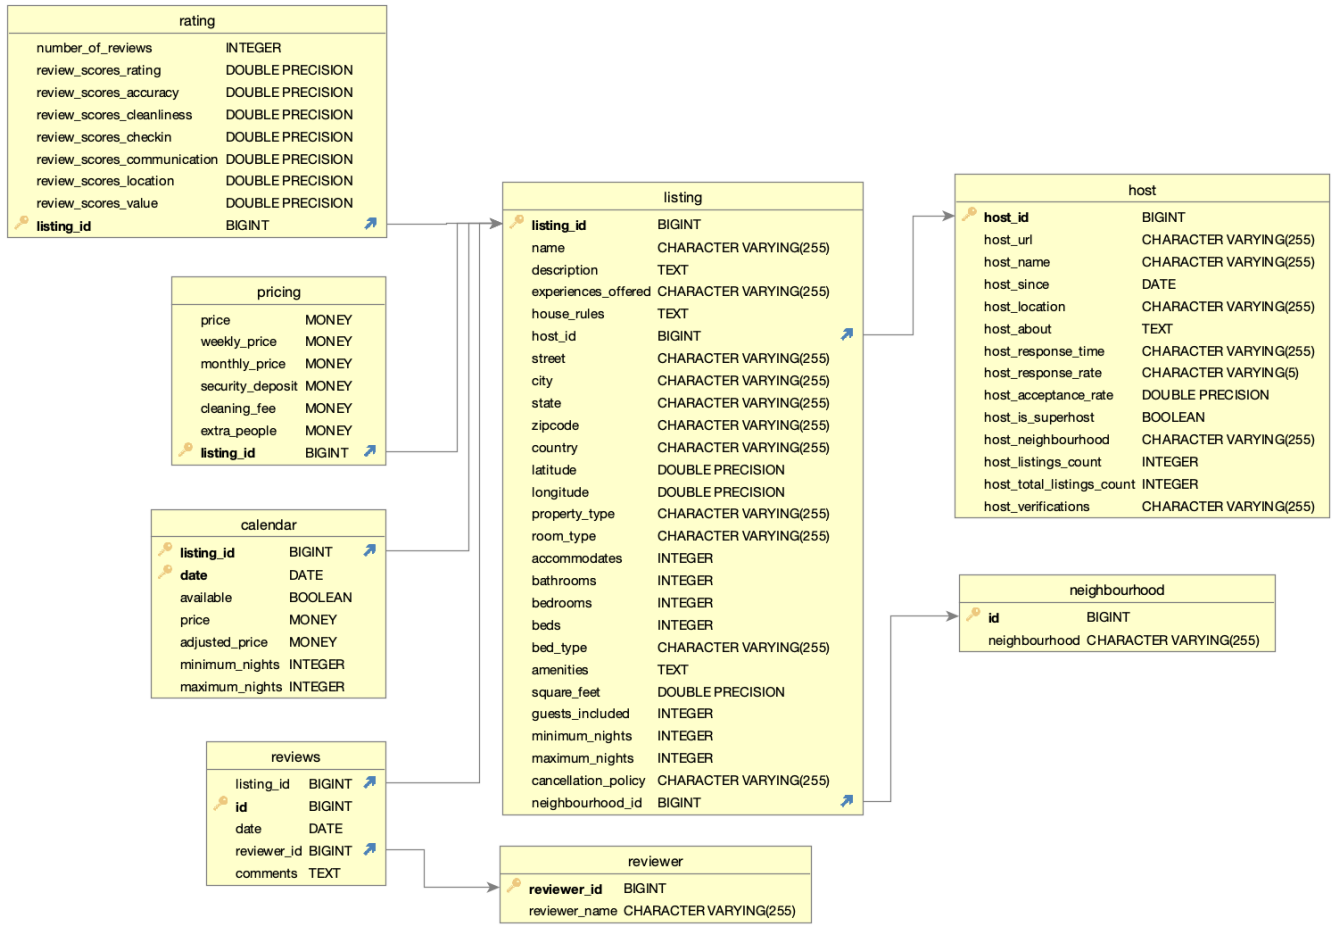 rating
number_of_reviews INTEGER
review_scores_rating DOUBLE PRECISION
review_scores_accuracy DOUBLE PRECISION
review_scores_cleanliness DOUBLE PRECISION
review_scores_checkin DOUBLE PRECISION
review_scores_communication DOUBLE PRECISION
review_scores_location DOUBLE PRECISION
review_scores_value DOUBLE PRECISION
listing_id BIGINT
pricing
price MONEY
weekly_price MONEY
monthly_price MONEY
security_deposit MONEY
cleaning_fee MONEY
extra_people MONEY
listing_id BIGINT
calendar
listing_id BIGINT
date DATE
available BOOLEAN
price MONEY
adjusted_price MONEY
minimum_nights INTEGER
maximum_nights INTEGER
reviews
listing_id BIGINT
id BIGINT
date DATE
reviewer_id BIGINT
comments TEXT
listing
listing_id BIGINT
name CHARACTER VARYING(255)
description TEXT
experiences_offered CHARACTER VARYING(255)
house_rules TEXT
host_id BIGINT
street CHARACTER VARYING(255)
city CHARACTER VARYING(255)
state CHARACTER VARYING(255)
zipcode CHARACTER VARYING(255)
country CHARACTER VARYING(255)
latitude DOUBLE PRECISION
longitude DOUBLE PRECISION
property_type CHARACTER VARYING(255)
room_type CHARACTER VARYING(255)
accommodates INTEGER
bathrooms INTEGER
bedrooms INTEGER
beds INTEGER
bed_type CHARACTER VARYING(255)
amenities TEXT
square_feet DOUBLE PRECISION
guests_included INTEGER
minimum_nights INTEGER
maximum_nights INTEGER
cancellation_policy CHARACTER VARYING(255)
neighbourhood_id BIGINT
reviewer
reviewer_id BIGINT
reviewer_name CHARACTER VARYING(255)
host
host_id BIGINT
host_url CHARACTER VARYING(255)
host_name CHARACTER VARYING(255)
host_since DATE
host_location CHARACTER VARYING(255)
host_about TEXT
host_response_time CHARACTER VARYING(255)
host_response_rate CHARACTER VARYING(5)
host_acceptance_rate DOUBLE PRECISION
host_is_superhost BOOLEAN
host_neighbourhood CHARACTER VARYING(255)
host_listings_count INTEGER
host_total_listings_count INTEGER
host_verifications CHARACTER VARYING(255)
neighbourhood
id BIGINT
neighbourhood CHARACTER VARYING(255)